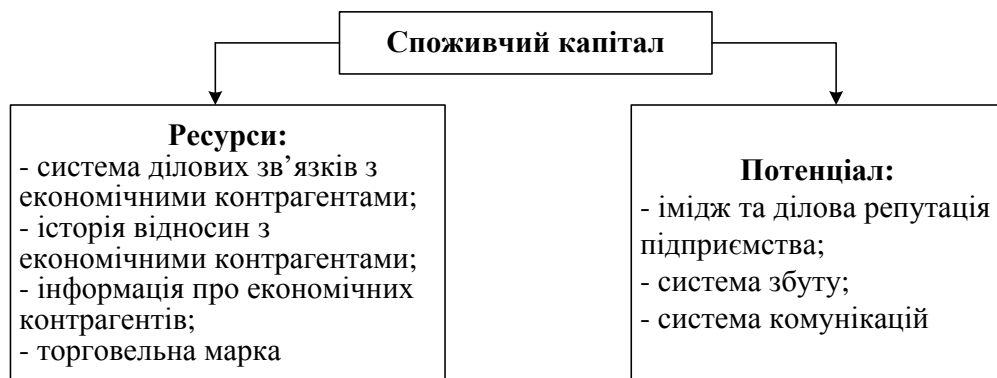 Споживчий капітал
Ресурси:
- система ділових зв’язків з
економічними контрагентами;
- історія відносин з
економічними контрагентами;
- інформація про економічних
контрагентів;
- торговельна марка
Потенціал:
- імідж та ділова репутація
підприємства;
- система збуту;
- система комунікацій